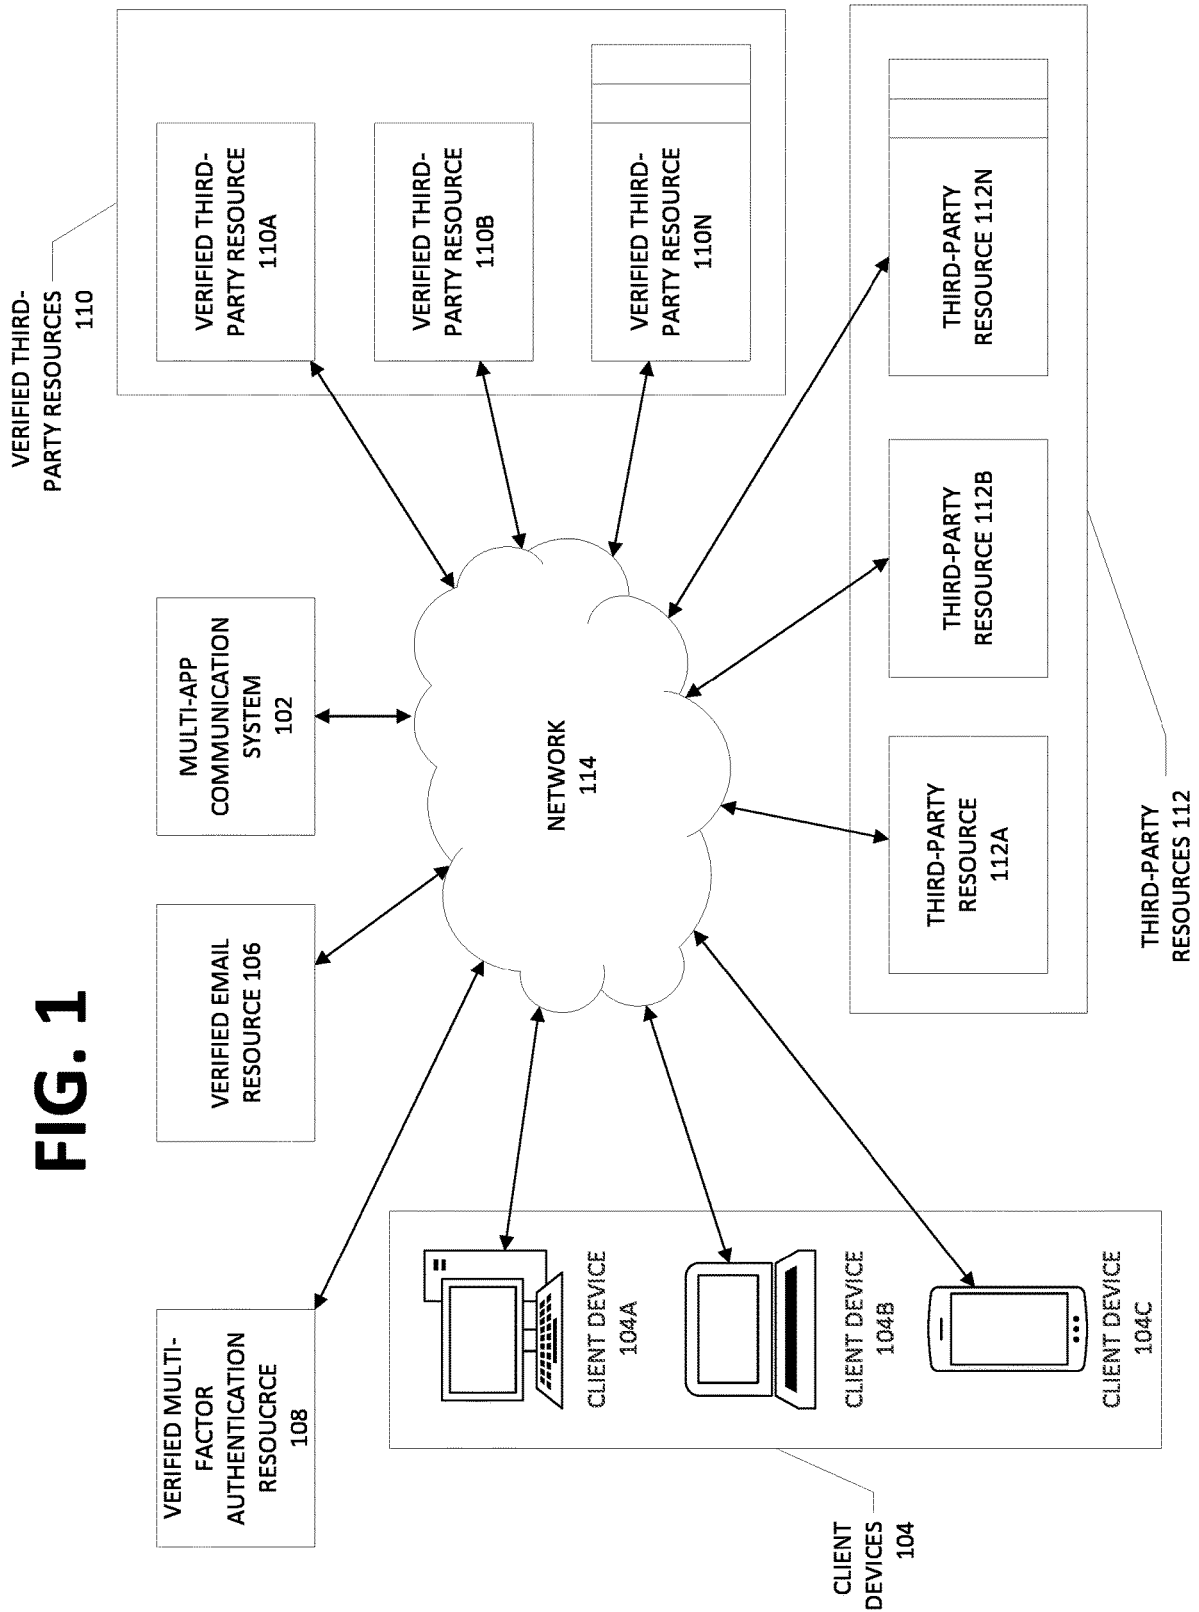 FIG. 1
VERIFIED MULTI-
FACTOR
AUTHENTICATION
RESOUCRCE
108
VERIFIED EMAIL
RESOURCE 106
MULTI-APP
COMMUNICATION
SYSTEM
102
VERIFIED THIRD-
PARTY RESOURCES
110
VERIFIED THIRD-
PARTY RESOURCE
110A
VERIFIED THIRD-
PARTY RESOURCE
110B
VERIFIED THIRD-
PARTY RESOURCE
110N
NETWORK
114
CLIENT DEVICE
104A
CLIENT DEVICE
104B
CLIENT DEVICE
104C
CLIENT
DEVICES
104
THIRD-PARTY
RESOURCE
112A
THIRD-PARTY
RESOURCE 112B
THIRD-PARTY
RESOURCE 112N
THIRD-PARTY
RESOURCES 112